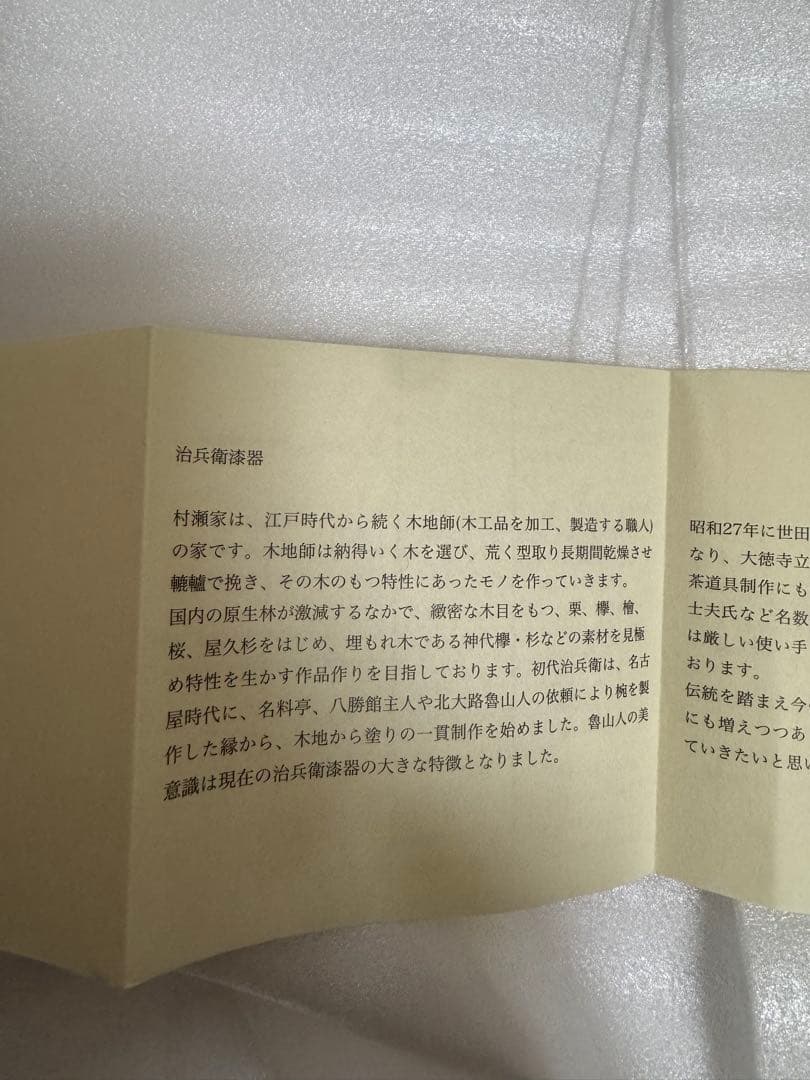 治兵衛漆器
村瀬家は、江戸時代から続く木地師(木工品を加工、製造する職人)
の家です。木地師は納得いく木を選び、荒く型取り長期間乾燥させ
轆轤で挽き、その木のもつ特性にあったモノを作っていきます。
国内の原生林が激減するなかで、緻密な木目をもつ、栗、欅、檜、
桜、屋久杉をはじめ、埋もれ木である神代欅・杉などの素材を見極
め特性を生かす作品作りを目指しております。初代治兵衛は、名古
屋時代に、名料亭、八勝館主人や北大路魯山人の依頼により椀を製
作した縁から、木地から塗りの一貫制作を始めました。魯山人の美
意識は現在の治兵衛漆器の大きな特徴となりました。
昭和27年に世田
なり、大徳寺立
茶道具制作にも
士夫氏など名数
は厳しい使い手
おります。
伝統を踏まえ今
にも増えつつあ
ていきたいと思い